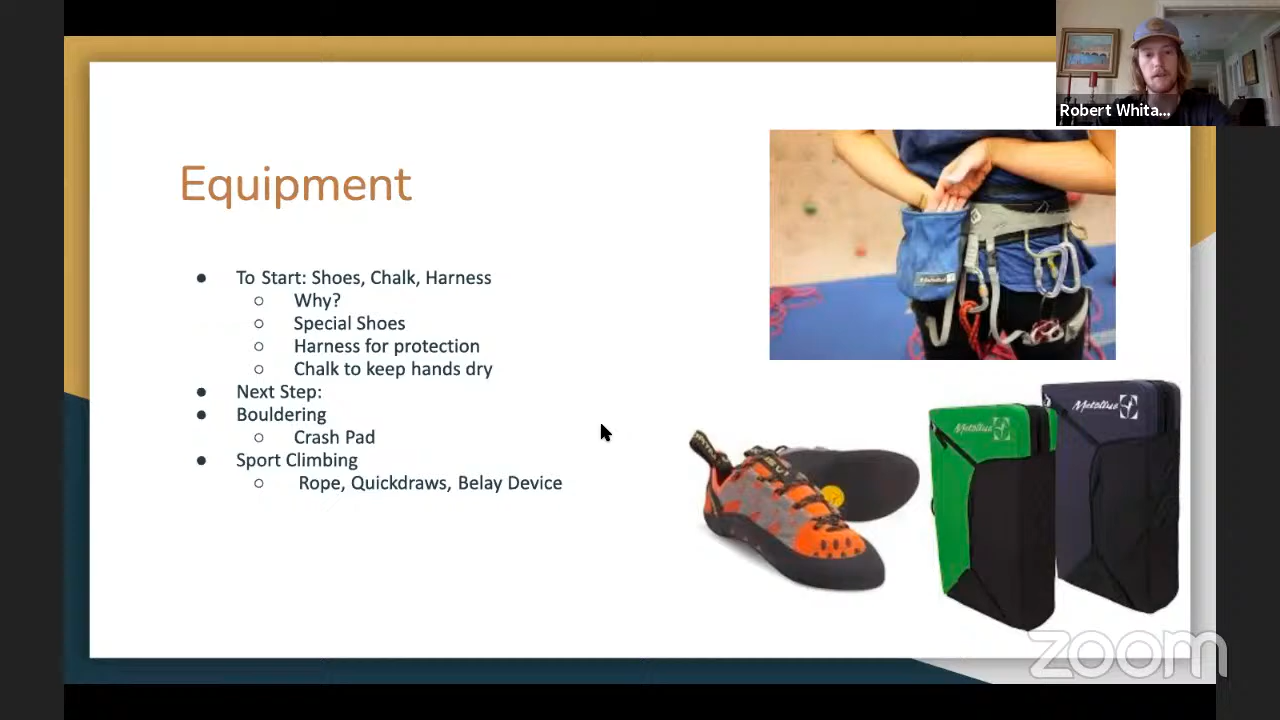 Robert Whita...
Equipment
● To Start: Shoes, Chalk, Harness
○ Why?
○ Special Shoes
○ Harness for protection
○ Chalk to keep hands dry
● Next Step:
● Bouldering
○ Crash Pad
● Sport Climbing
○ Rope, Quickdraws, Belay Device
Metolius
Metolius
zoom